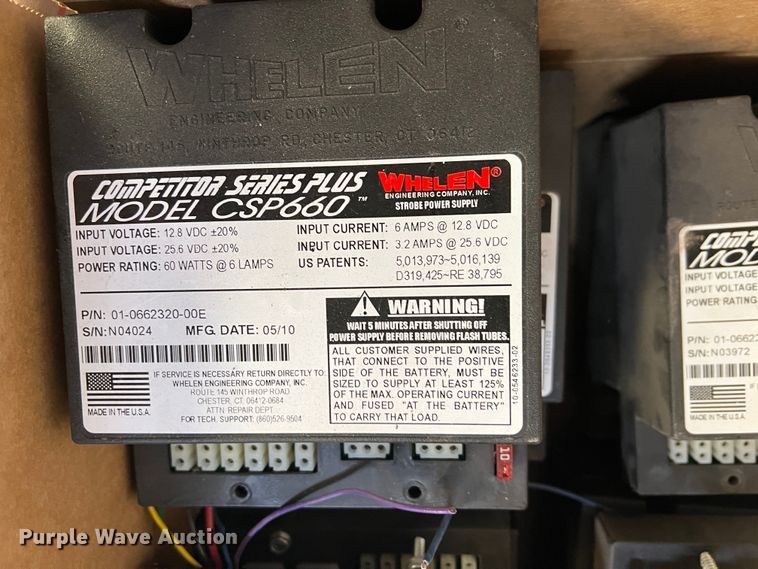 WHELEN
ENGINEERING COMPANY
ROUTE 145, WINTHROP RD, CHESTER, CT 06412
COMPETITOR SERIES PLUS
MODEL CSP660 ™
WHELEN®
ENGINEERING COMPANY, INC.
STROBE POWER SUPPLY
INPUT VOLTAGE: 12.8 VDC ±20%
INPUT VOLTAGE: 25.6 VDC ±20%
POWER RATING: 60 WATTS @ 6 LAMPS
INPUT CURRENT: 6 AMPS @ 12.8 VDC
INPUT CURRENT: 3.2 AMPS @ 25.6 VDC
US PATENTS: 5,013,973~5,016,139
D319,425~RE 38,795
P/N: 01-0662320-00E
S/N: N04024 MFG. DATE: 05/10
WARNING!
WAIT 5 MINUTES AFTER SHUTTING OFF
POWER SUPPLY BEFORE REMOVING FLASH TUBES.
ALL CUSTOMER SUPPLIED WIRES,
THAT CONNECT TO THE POSITIVE
SIDE OF THE BATTERY, MUST BE
SIZED TO SUPPLY AT LEAST 125%
OF THE MAX. OPERATING CURRENT
AND FUSED "AT THE BATTERY"
TO CARRY THAT LOAD.
10-1546233-02
MADE IN THE U.S.A.
IF SERVICE IS NECESSARY RETURN DIRECTLY TO:
WHELEN ENGINEERING COMPANY, INC.
ROUTE 145 WINTHROP ROAD
CHESTER, CT 06412-0684
ATTN. REPAIR DEPT
FOR TECH. SUPPORT: (860)526-9504
10
ROUTE
COMP
MOD
INPUT VOLTAGE
INPUT VOLTAGE
POWER RATING
P/N: 01-0662
S/N: N03972
MADE IN THE U.S.A.
Purple Wave Auction